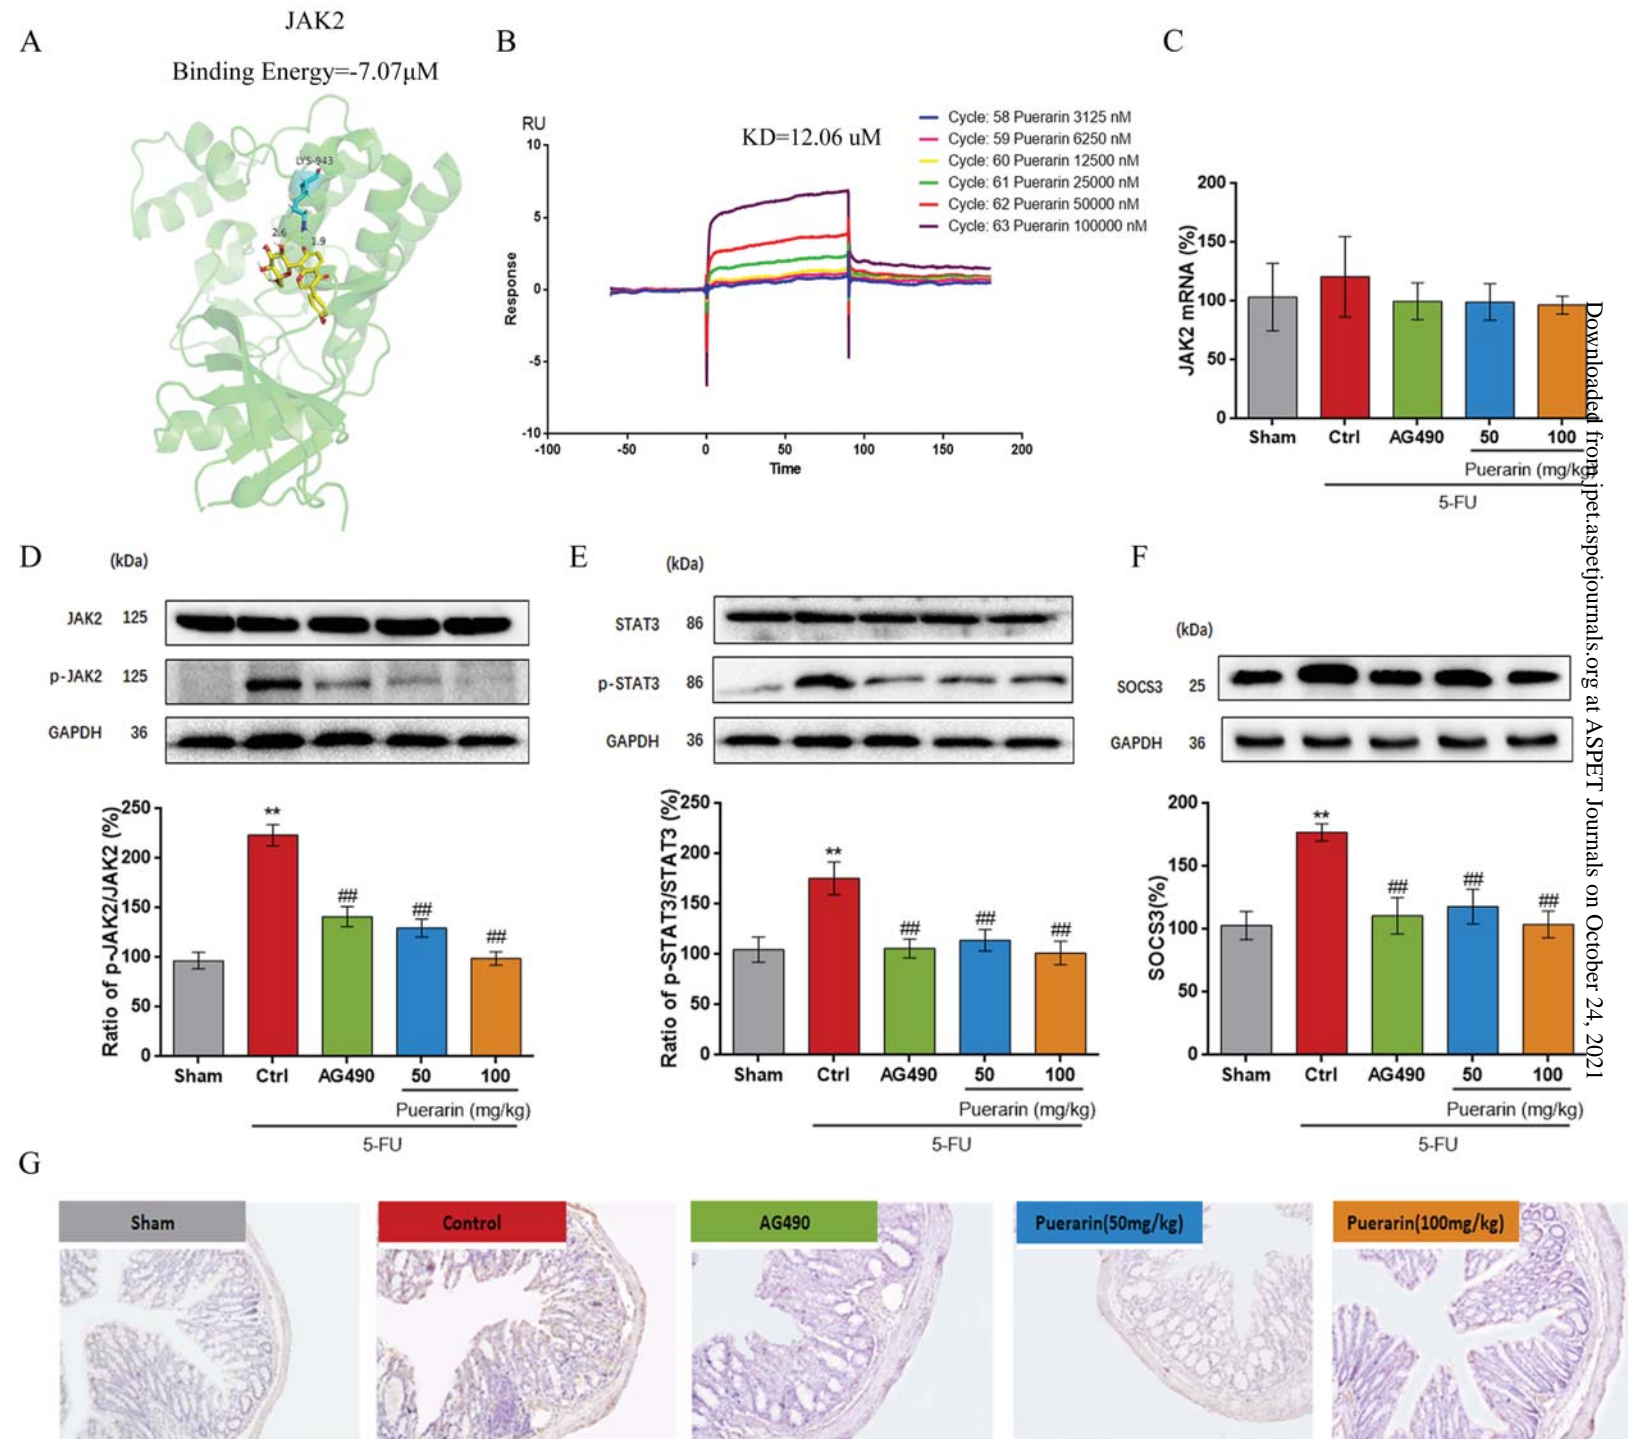 JAK2
A
Binding Energy=-7.07μM
LYS-943
2.6
1.9
B
RU
KD=12.06 uM
Cycle: 58 Puerarin 3125 nM
Cycle: 59 Puerarin 6250 nM
Cycle: 60 Puerarin 12500 nM
Cycle: 61 Puerarin 25000 nM
Cycle: 62 Puerarin 50000 nM
Cycle: 63 Puerarin 100000 nM
Response
10
5
0
-5
-10
-100 -50 0 50 100 150 200
Time
C
JAK2 mRNA (%)
200
150
100
50
0
Sham Ctrl AG490 50 100
Puerarin (mg/kg)
5-FU
D
(kDa)
JAK2 125
p-JAK2 125
GAPDH 36
Ratio of p-JAK2/JAK2 (%)
250
200
150
100
50
0
**
##
##
##
Sham Ctrl AG490 50 100
Puerarin (mg/kg)
5-FU
E
(kDa)
STAT3 86
p-STAT3 86
GAPDH 36
Ratio of p-STAT3/STAT3 (%)
250
200
150
100
50
0
**
##
##
##
Sham Ctrl AG490 50 100
Puerarin (mg/kg)
5-FU
F
(kDa)
SOCS3 25
GAPDH 36
SOCS3(%)
200
150
100
50
0
**
##
##
##
Sham Ctrl AG490 50 100
Puerarin (mg/kg)
5-FU
G
Sham
Control
AG490
Puerarin(50mg/kg)
Puerarin(100mg/kg)
Downloaded from jpet.aspetjournals.org at ASPET Journals on October 24, 2021